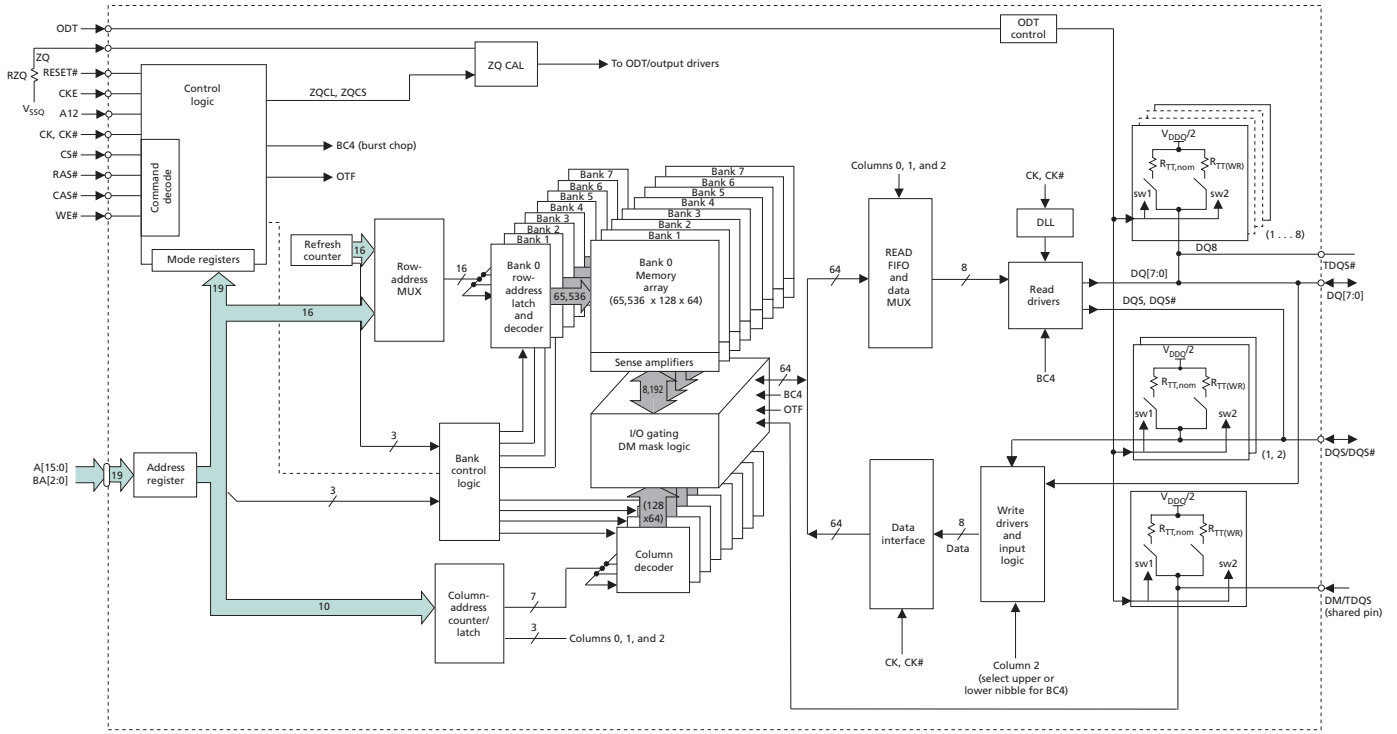 ODT
ODT
control
ZQ
RZQ
VSSQ
RESET#
CKE
A12
CK, CK#
CS#
RAS#
CAS#
WE#
Control
logic
Command
decode
Mode registers
ZQ CAL
To ODT/output drivers
ZQCL, ZQCS
BC4 (burst chop)
OTF
Refresh
counter
16
Row-
address
MUX
16
19
16
Bank 7
Bank 6
Bank 5
Bank 4
Bank 3
Bank 2
Bank 1
Bank 0
row-
address
latch
and
decoder
65,536
Bank 7
Bank 6
Bank 5
Bank 4
Bank 3
Bank 2
Bank 1
Bank 0
Memory
array
(65,536 x 128 x 64)
Sense amplifiers
8,192
64
BC4
OTF
I/O gating
DM mask logic
(128
x64)
Column
decoder
3
Bank
control
logic
3
A[15:0]
BA[2:0]
19
Address
register
10
Column-
address
counter/
latch
7
3
Columns 0, 1, and 2
Columns 0, 1, and 2
64
READ
FIFO
and
data
MUX
8
CK, CK#
DLL
Read
drivers
BC4
DQ8
DQ[7:0]
DQS, DQS#
VDDQ/2
RTT,nom
RTT(WR)
sw1
sw2
(1 . . . 8)
TDQS#
DQ[7:0]
VDDQ/2
RTT,nom
RTT(WR)
sw1
sw2
(1, 2)
DQS/DQS#
64
Data
interface
8
Data
Write
drivers
and
input
logic
CK, CK#
Column 2
(select upper or
lower nibble for BC4)
VDDQ/2
RTT,nom
RTT(WR)
sw1
sw2
DM/TDQS
(shared pin)